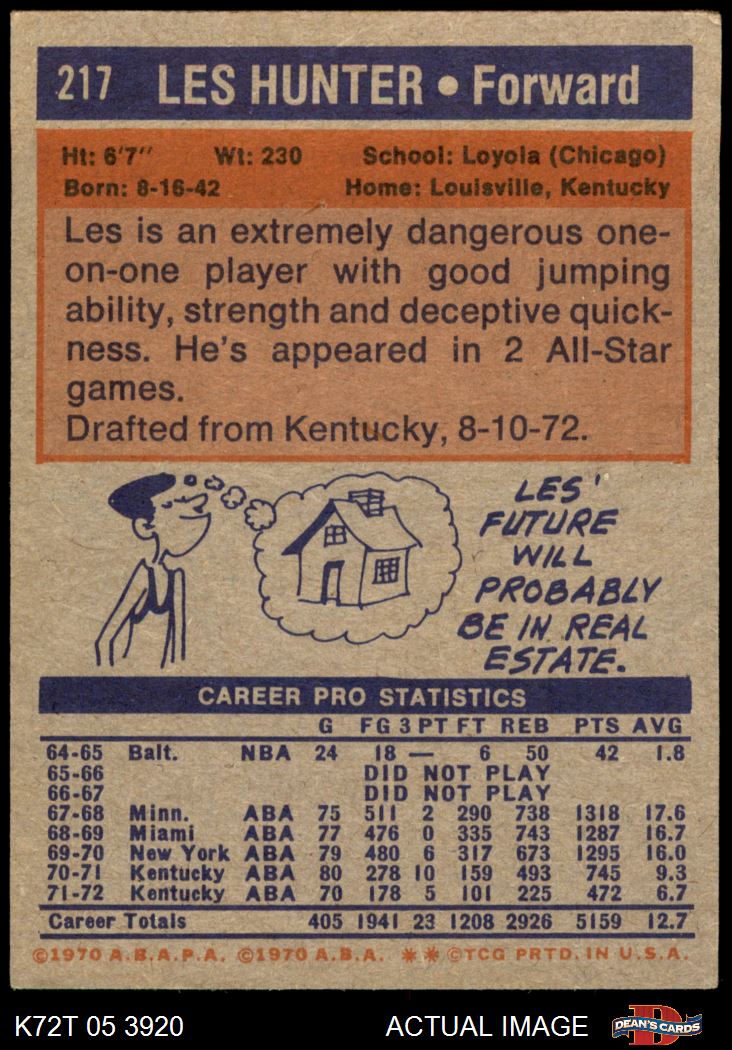 217 LES HUNTER • Forward
Ht: 6'7" Wt: 230 School: Loyola (Chicago)
Born: 8-16-42 Home: Louisville, Kentucky
Les is an extremely dangerous one-
on-one player with good jumping
ability, strength and deceptive quick-
ness. He's appeared in 2 All-Star
games.
Drafted from Kentucky, 8-10-72.
LES'
FUTURE
WILL
PROBABLY
BE IN REAL
ESTATE.
CAREER PRO STATISTICS
G FG 3 PT FT REB PTS AVG
64-65 Balt. NBA 24 18 — 6 50 42 1.8
65-66 DID NOT PLAY
66-67 DID NOT PLAY
67-68 Minn. ABA 75 511 2 290 738 1318 17.6
68-69 Miami ABA 77 476 0 335 743 1287 16.7
69-70 New York ABA 79 480 6 317 673 1295 16.0
70-71 Kentucky ABA 80 278 10 159 493 745 9.3
71-72 Kentucky ABA 70 178 5 101 225 472 6.7
Career Totals 405 1941 23 1208 2926 5159 12.7
©1970 A.B.A.P.A. ©1970 A.B.A. ** ©TCG PRTD. IN U.S.A.
K72T 05 3920 ACTUAL IMAGE D DEAN'S CARDS